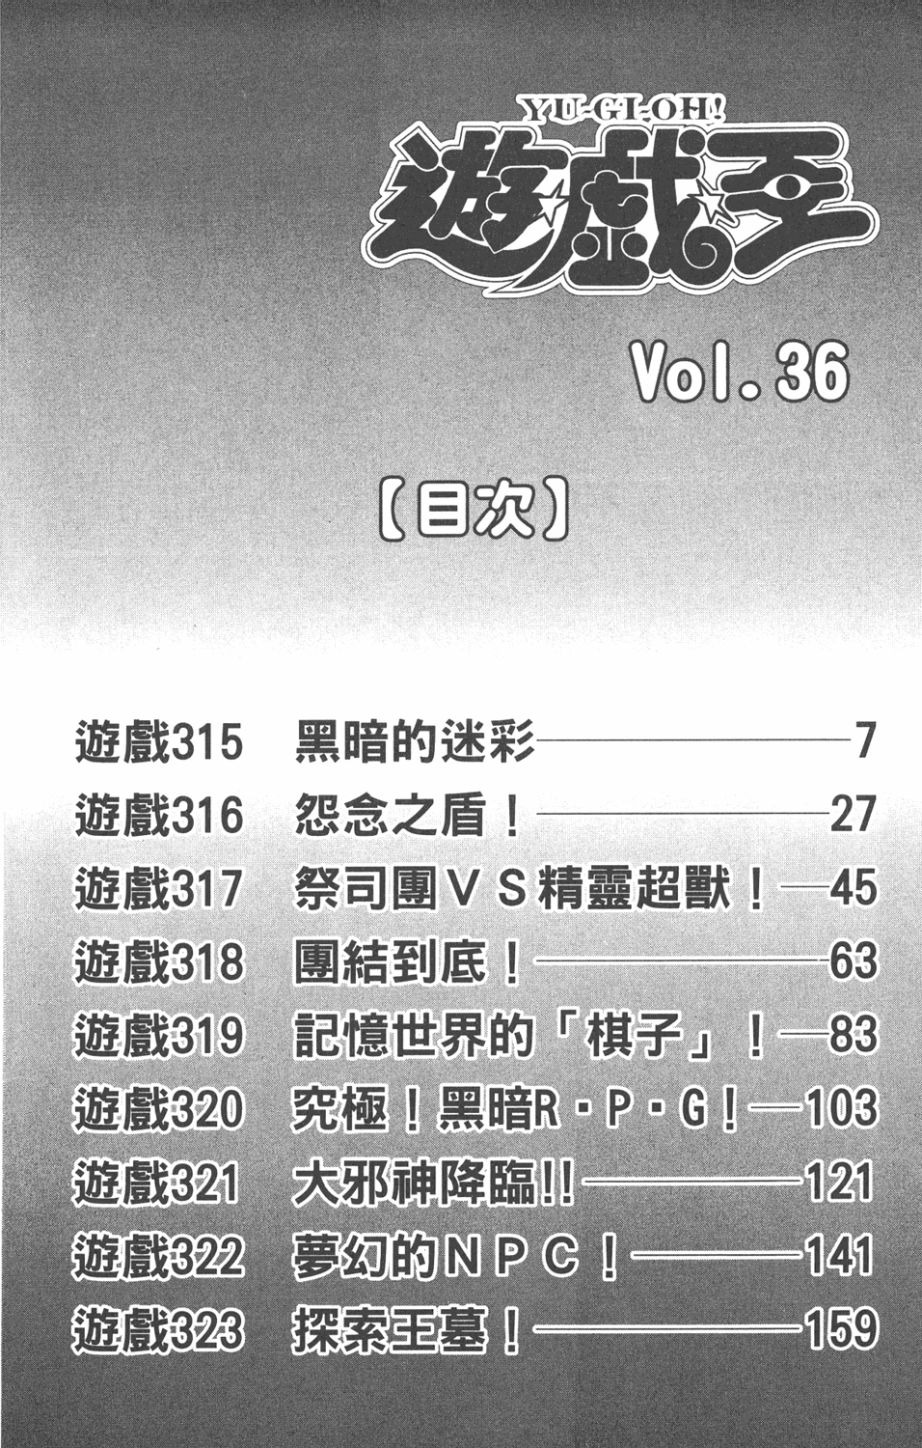 YU-GI-OH!
遊戲王
Vol.36
【目次】
遊戲315 黑暗的迷彩 7
遊戲316 怨念之盾！ 27
遊戲317 祭司團ＶＳ精靈超獸！ 45
遊戲318 團結到底！ 63
遊戲319 記憶世界的「棋子」！ 83
遊戲320 究極！黑暗R·P·G！ 103
遊戲321 大邪神降臨!! 121
遊戲322 夢幻的ＮＰＣ！ 141
遊戲323 探索王墓！ 159